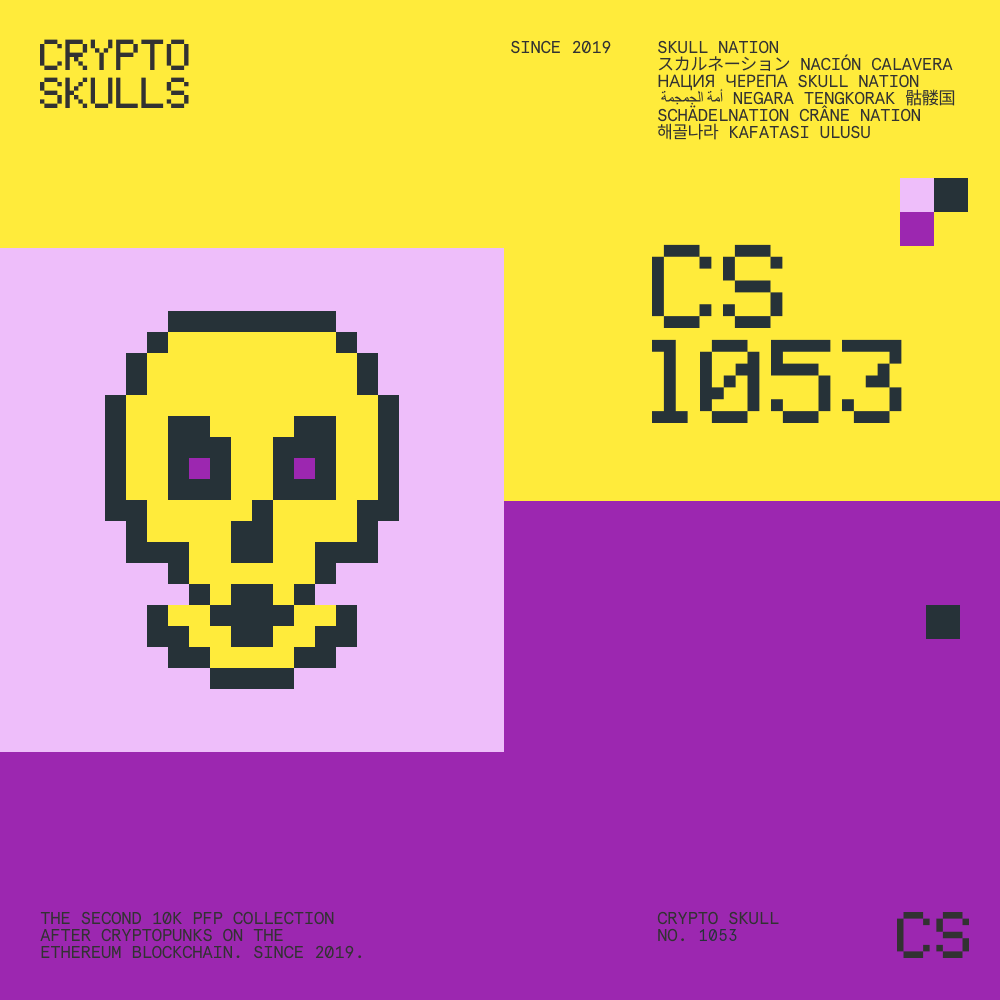 CRYPTO
SKULLS
SINCE 2019
SKULL NATION
スカルネーション NACIÓN CALAVERA
НАЦИЯ ЧЕРЕПА SKULL NATION
أمة الجمجمة NEGARA TENGKORAK 骷髅国
SCHÄDELNATION CRÂNE NATION
해골나라 KAFATASI ULUSU
CS
1053
THE SECOND 10K PFP COLLECTION
AFTER CRYPTOPUNKS ON THE
ETHEREUM BLOCKCHAIN. SINCE 2019.
CRYPTO SKULL
NO. 1053
CS